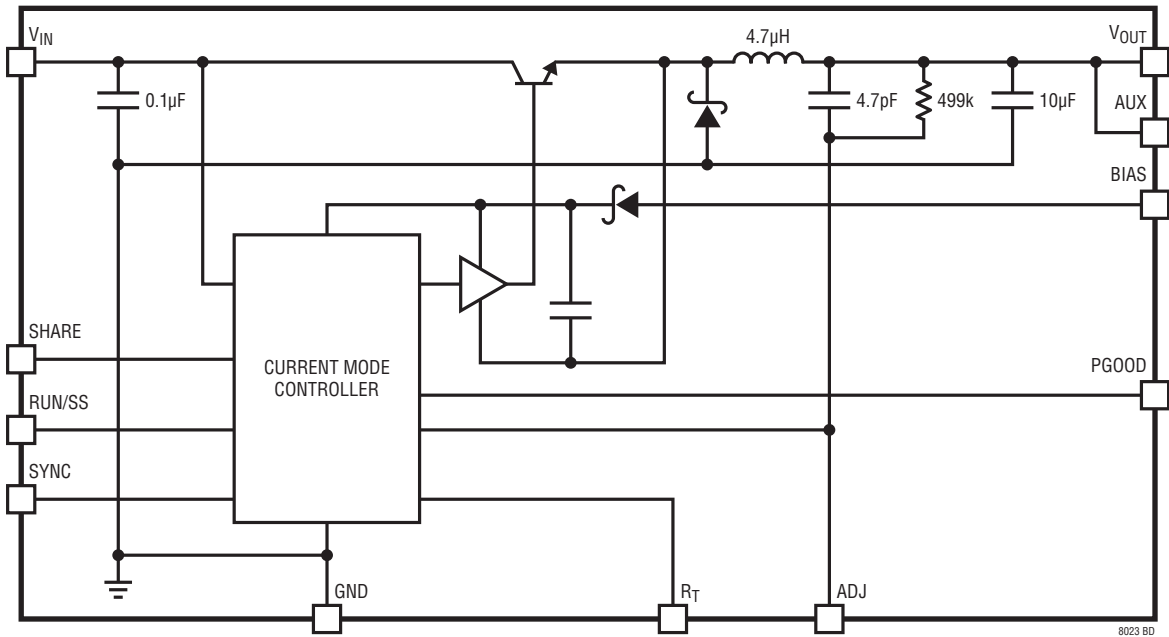 VIN
4.7µH
VOUT
0.1µF
4.7pF
499k
10µF
AUX
BIAS
SHARE
CURRENT MODE
CONTROLLER
PGOOD
RUN/SS
SYNC
GND
RT
ADJ
8023 BD